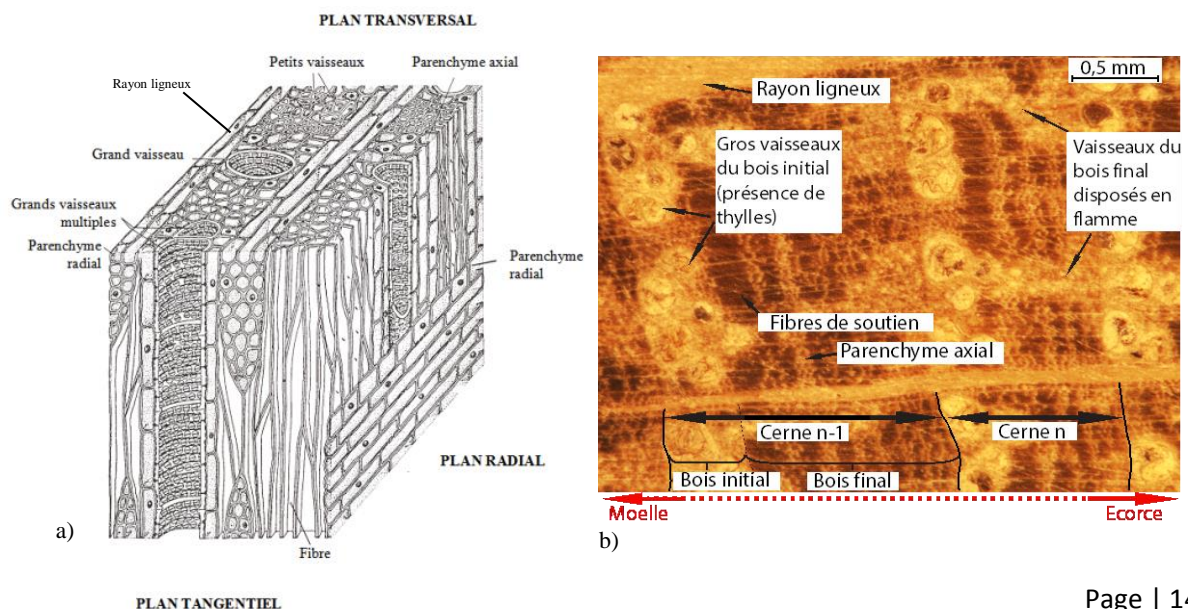 PLAN TRANSVERSAL
Petits vaisseaux
Parenchyme axial
Rayon ligneux
Grand vaisseau
Grands vaisseaux
multiples
Parenchyme
radial
Parenchyme
radial
PLAN RADIAL
a)
Fibre
PLAN TANGENTIEL
0,5 mm
Rayon ligneux
Gros vaisseaux
du bois initial
(présence de
thylles)
Vaisseaux du
bois final
disposés en
flamme
Fibres de soutien
Parenchyme axial
Cerne n-1
Cerne n
Bois initial
Bois final
Moelle
Ecorce
b)
Page | 14